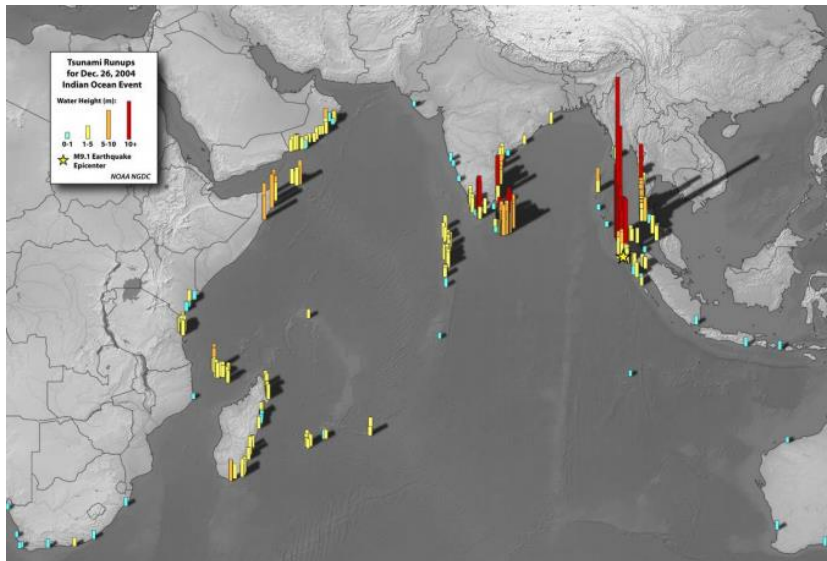 Tsunami Runups
for Dec. 26, 2004
Indian Ocean Event
Water Height (m):
0-1 1-5 5-10 10+
M9.1 Earthquake
Epicenter
NOAA NGDC